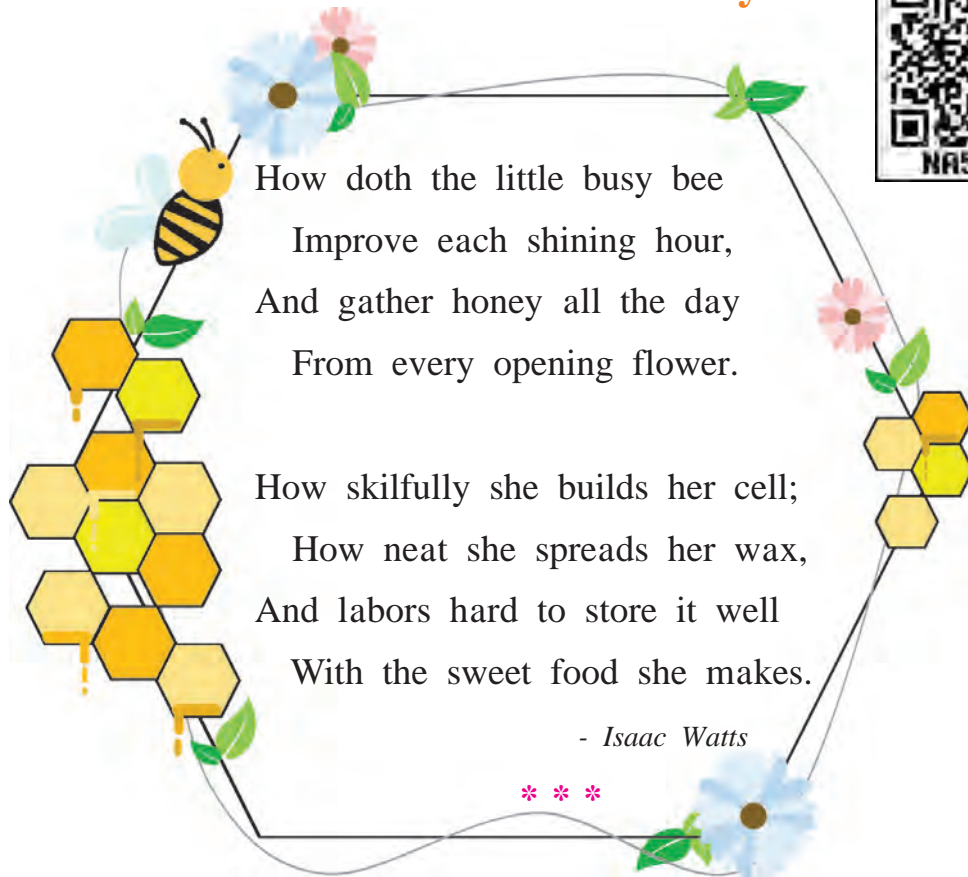 How doth the little busy bee
Improve each shining hour,
And gather honey all the day
From every opening flower.
How skilfully she builds her cell;
How neat she spreads her wax,
And labors hard to store it well
With the sweet food she makes.
- Isaac Watts
* * *